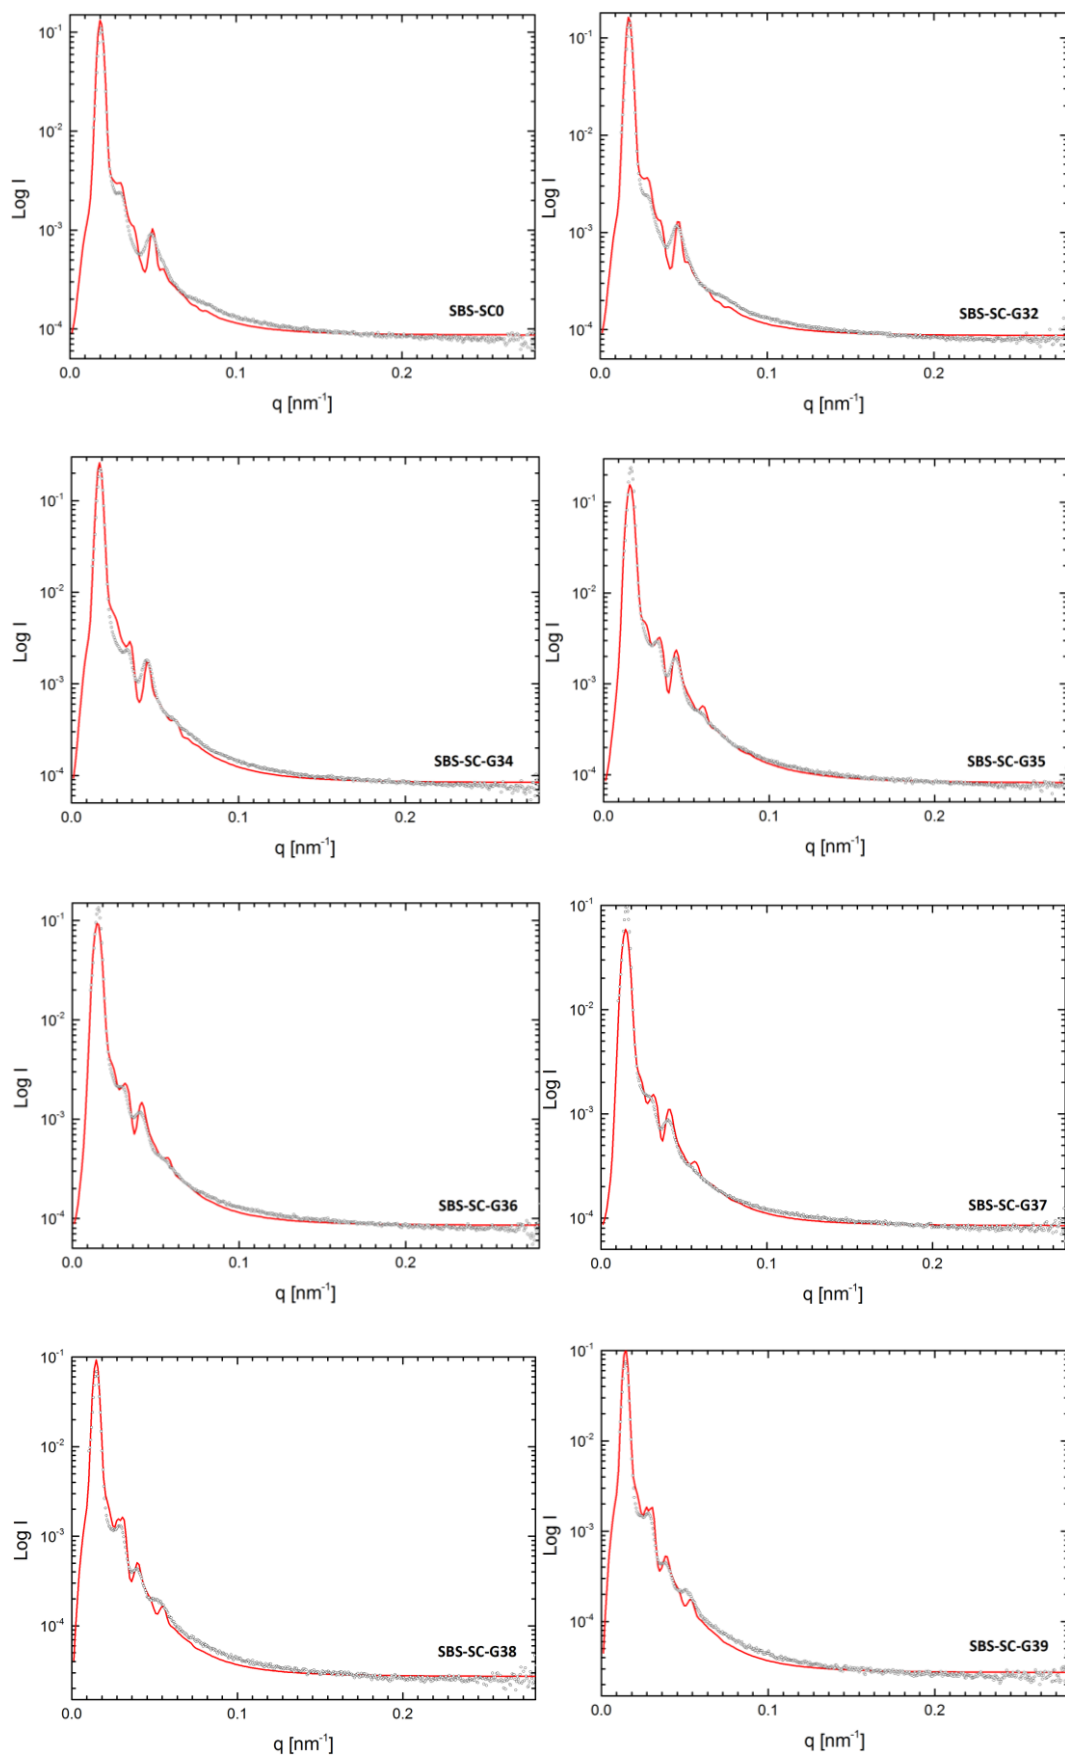 10⁻¹
10⁻²
10⁻³
10⁻⁴
Log I
SBS-SC0
0.0
0.1
0.2
q [nm⁻¹]
10⁻¹
10⁻²
10⁻³
10⁻⁴
Log I
SBS-SC-G32
0.0
0.1
0.2
q [nm⁻¹]
10⁻¹
10⁻²
10⁻³
10⁻⁴
Log I
SBS-SC-G34
0.0
0.1
0.2
q [nm⁻¹]
10⁻¹
10⁻²
10⁻³
10⁻⁴
Log I
SBS-SC-G35
0.0
0.1
0.2
q [nm⁻¹]
10⁻¹
10⁻²
10⁻³
10⁻⁴
Log I
SBS-SC-G36
0.0
0.1
0.2
q [nm⁻¹]
10⁻¹
10⁻²
10⁻³
10⁻⁴
Log I
SBS-SC-G37
0.0
0.1
0.2
q [nm⁻¹]
10⁻¹
10⁻²
10⁻³
10⁻⁴
Log I
SBS-SC-G38
0.0
0.1
0.2
q [nm⁻¹]
10⁻¹
10⁻²
10⁻³
10⁻⁴
Log I
SBS-SC-G39
0.0
0.1
0.2
q [nm⁻¹]